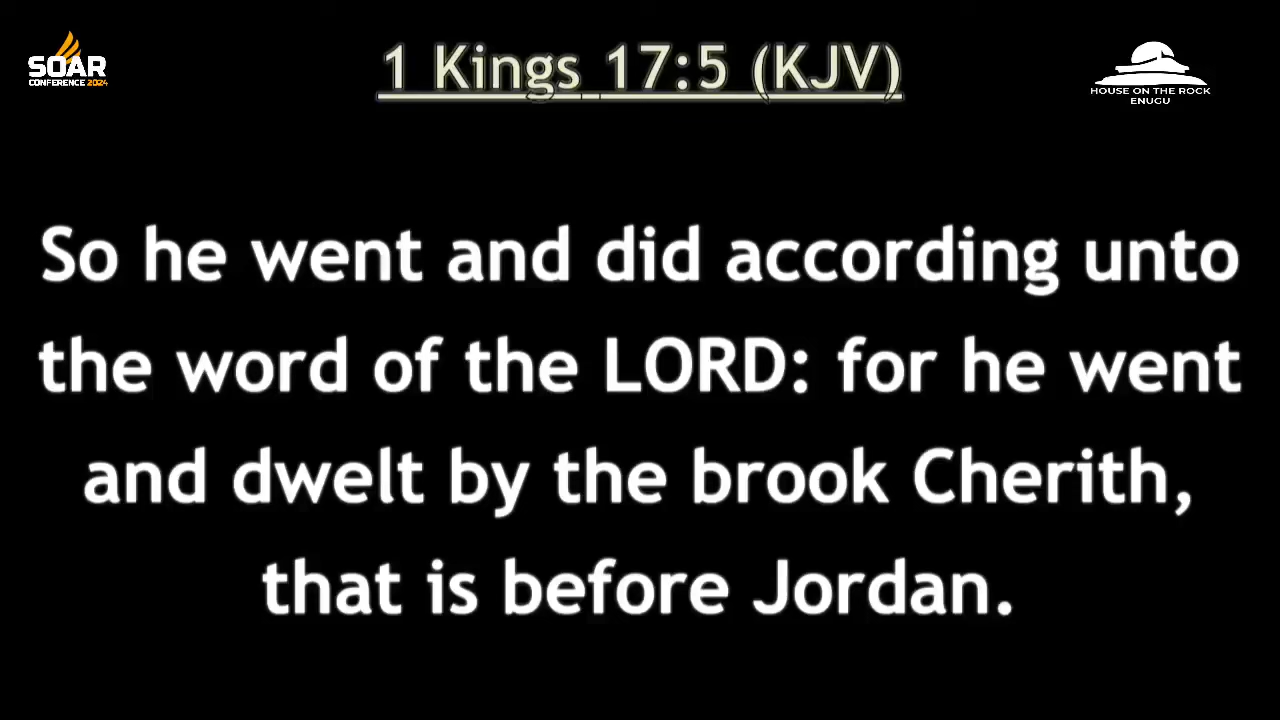 SOAR
CONFERENCE 2024
1 Kings 17:5 (KJV)
HOUSE ON THE ROCK
ENUGU
So he went and did according unto
the word of the LORD: for he went
and dwelt by the brook Cherith,
that is before Jordan.